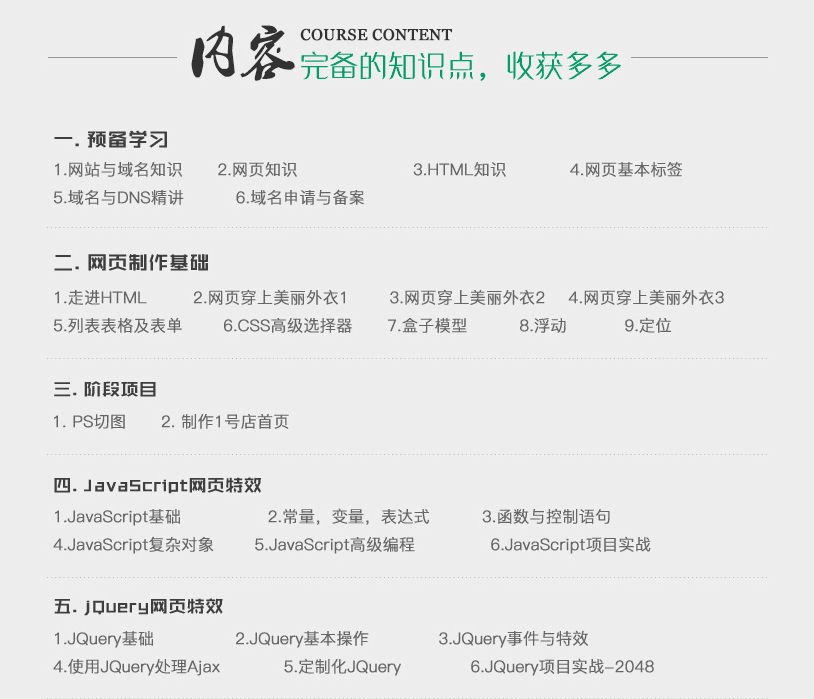 内容 COURSE CONTENT
完备的知识点，收获多多
一. 预备学习
1.网站与域名知识 2.网页知识 3.HTML知识 4.网页基本标签
5.域名与DNS精讲 6.域名申请与备案
二. 网页制作基础
1.走进HTML 2.网页穿上美丽外衣1 3.网页穿上美丽外衣2 4.网页穿上美丽外衣3
5.列表表格及表单 6.CSS高级选择器 7.盒子模型 8.浮动 9.定位
三. 阶段项目
1. PS切图 2. 制作1号店首页
四. JavaScript网页特效
1.JavaScript基础 2.常量，变量，表达式 3.函数与控制语句
4.JavaScript复杂对象 5.JavaScript高级编程 6.JavaScript项目实战
五. jQuery网页特效
1.JQuery基础 2.JQuery基本操作 3.JQuery事件与特效
4.使用JQuery处理Ajax 5.定制化JQuery 6.JQuery项目实战-2048